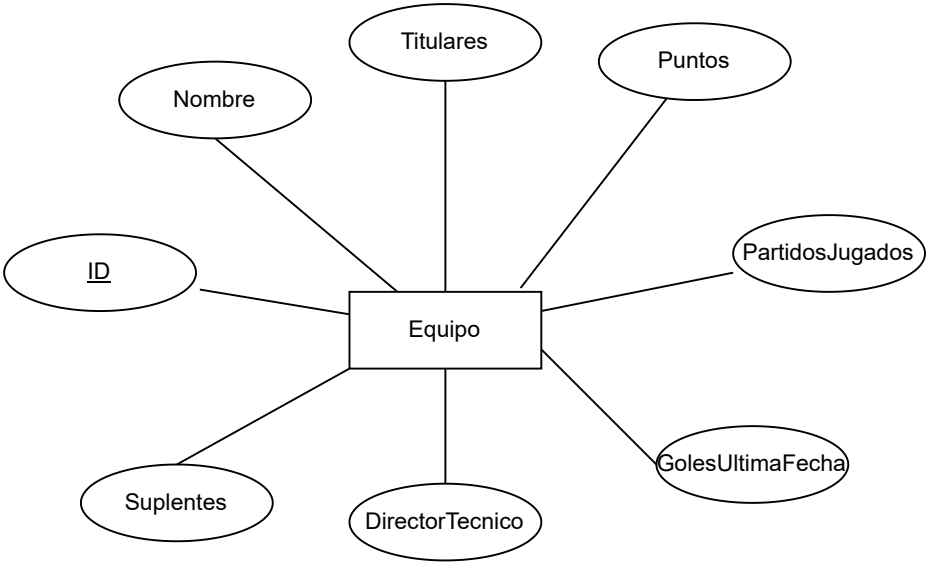 Titulares
Puntos
Nombre
PartidosJugados
ID
Equipo
GolesUltimaFecha
Suplentes
DirectorTecnico